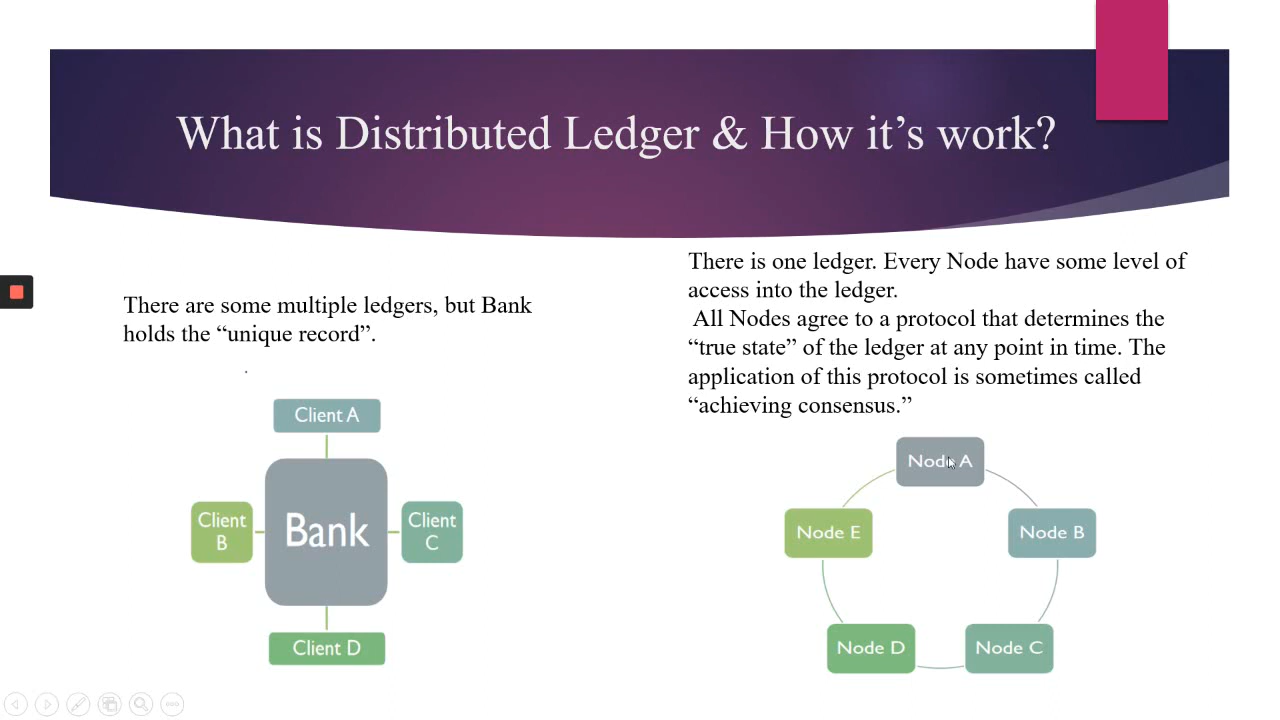 What is Distributed Ledger & How it’s work?
There are some multiple ledgers, but Bank
holds the “unique record”.
.
Client A
Client
B
Bank
Client
C
Client D
There is one ledger. Every Node have some level of
access into the ledger.
All Nodes agree to a protocol that determines the
“true state” of the ledger at any point in time. The
application of this protocol is sometimes called
“achieving consensus.”
Node A
Node E
Node B
Node D
Node C